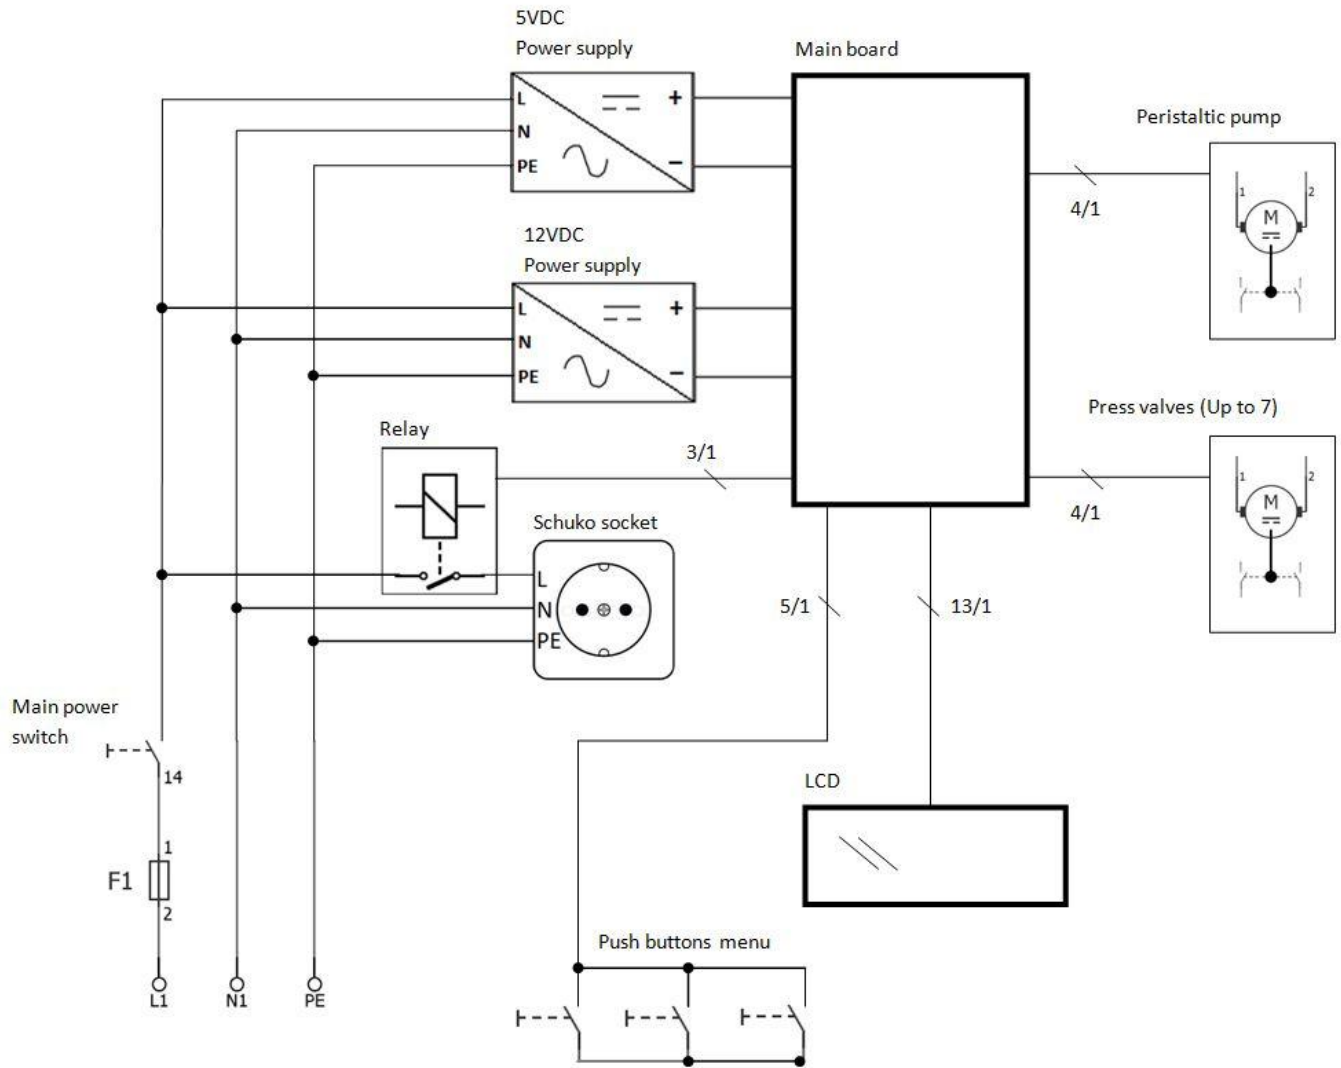 5VDC
Power supply
Main board
L
+
N
PE
−
Peristaltic pump
4/1
1
2
M
12VDC
Power supply
L
+
N
PE
−
Press valves (Up to 7)
Relay
3/1
4/1
1
2
M
Schuko socket
L
N
PE
5/1
13/1
Main power
switch
14
LCD
1
F1
2
Push buttons menu
L1
N1
PE